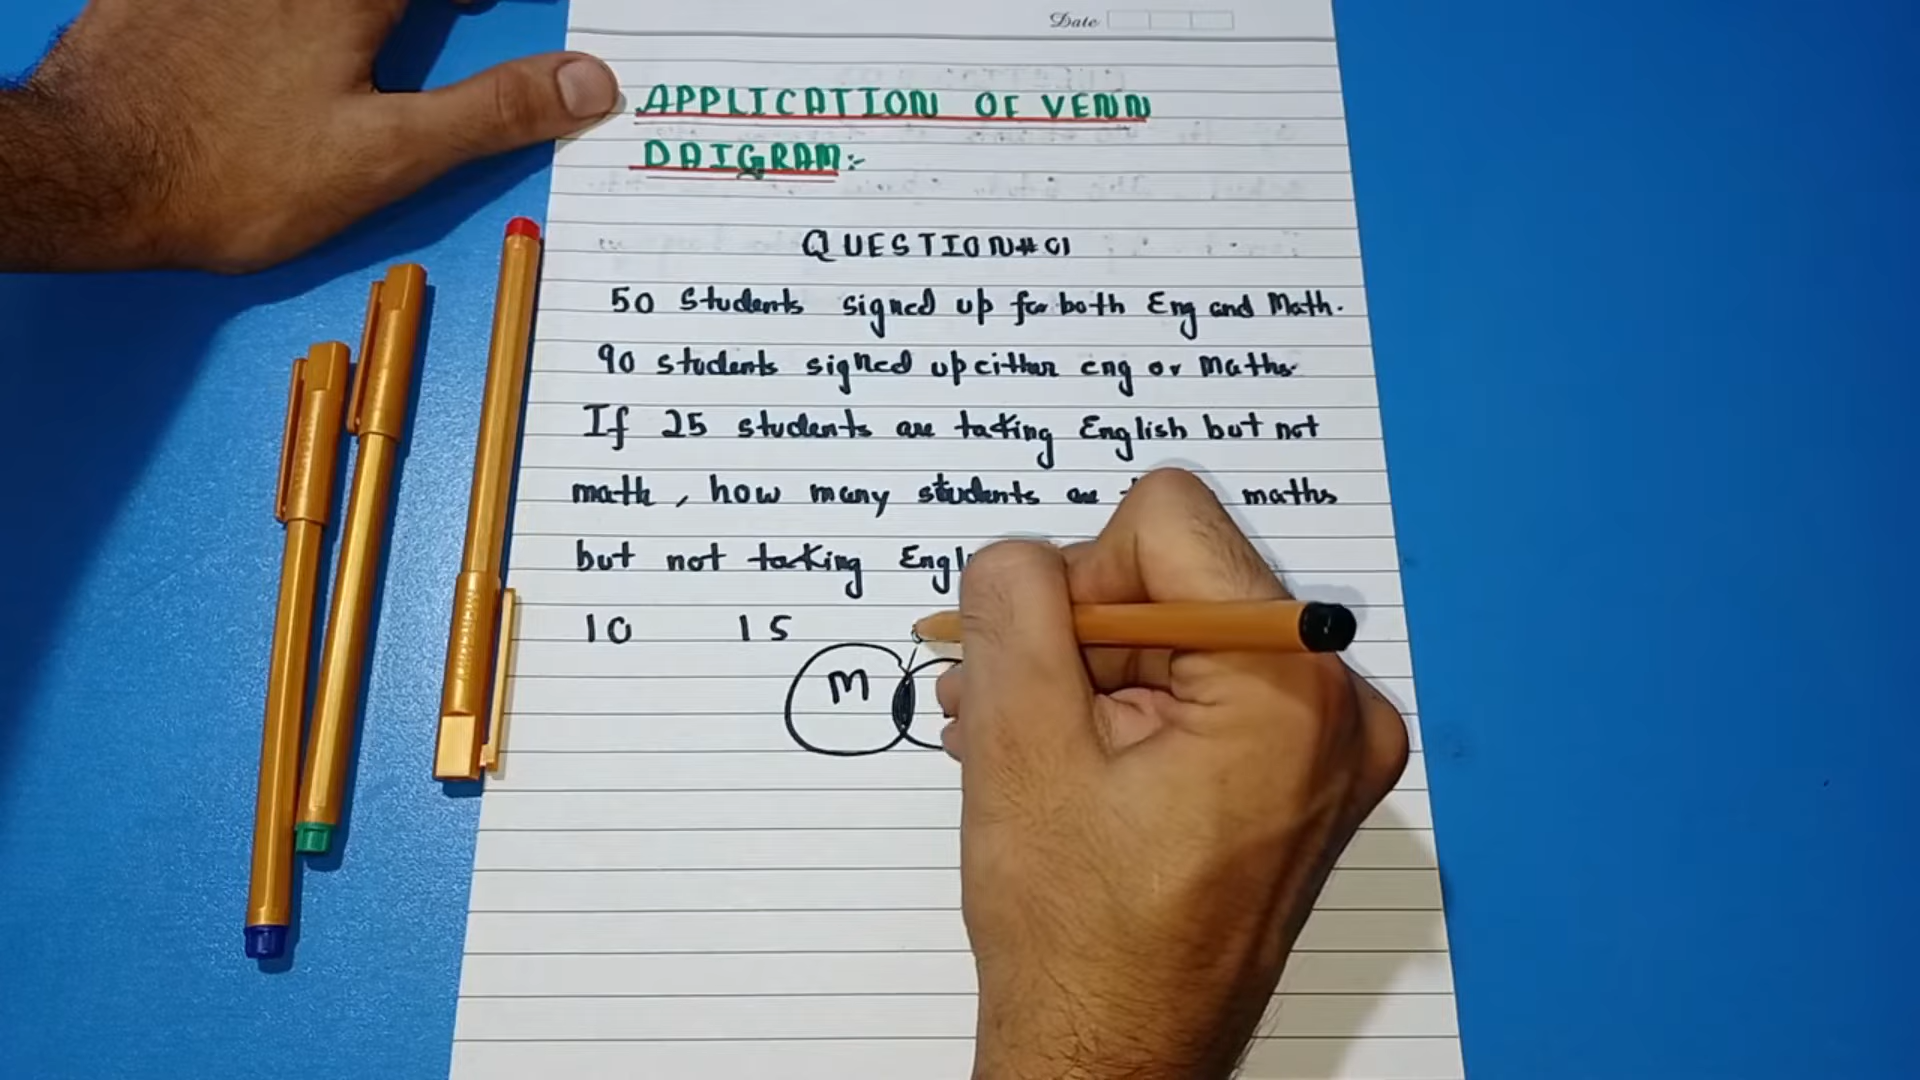 Date
APPLICATION OF VENN
DAIGRAM:-
QUESTION#01
50 Students signed up for both Eng and Math.
90 students signed up either eng or Maths.
If 25 students are taking English but not
math, how many students are maths
but not taking
10 15
M